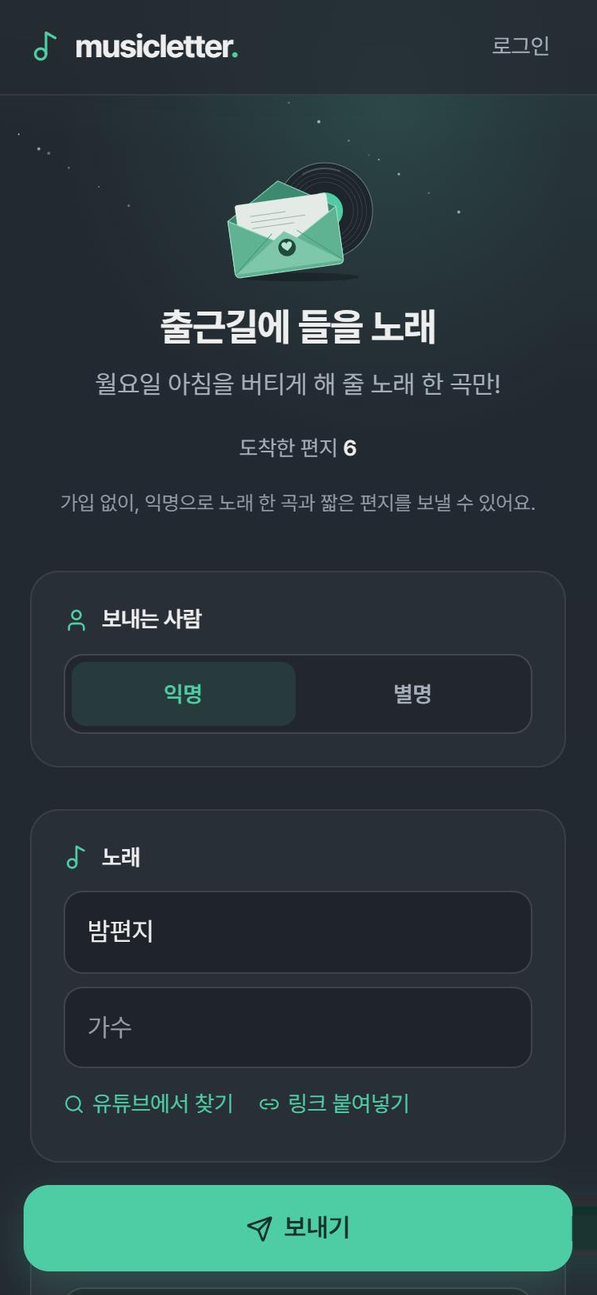 musicletter.
로그인
출근길에 들을 노래
월요일 아침을 버티게 해 줄 노래 한 곡만!
도착한 편지 6
가입 없이, 익명으로 노래 한 곡과 짧은 편지를 보낼 수 있어요.
보내는 사람
익명 별명
노래
밤편지
가수
유튜브에서 찾기 링크 붙여넣기
보내기